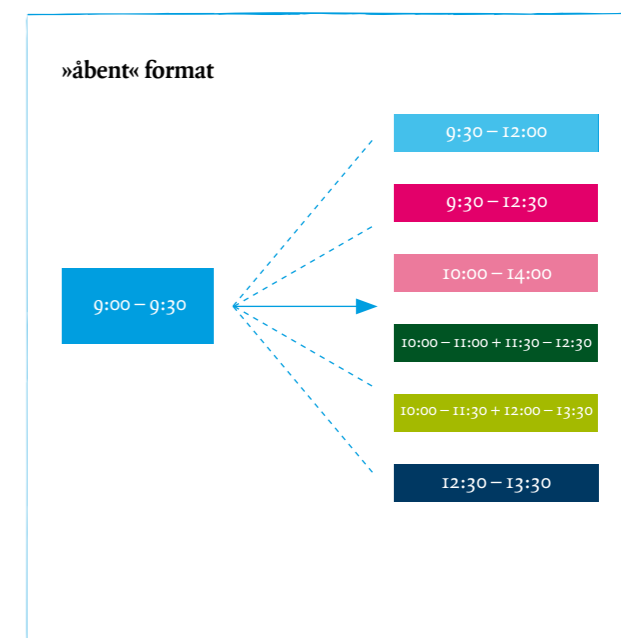 »åbent« format
9:30 – 12:00
9:30 – 12:30
10:00 – 14:00
9:00 – 9:30
10:00 – 11:00 + 11:30 – 12:30
10:00 – 11:30 + 12:00 – 13:30
12:30 – 13:30